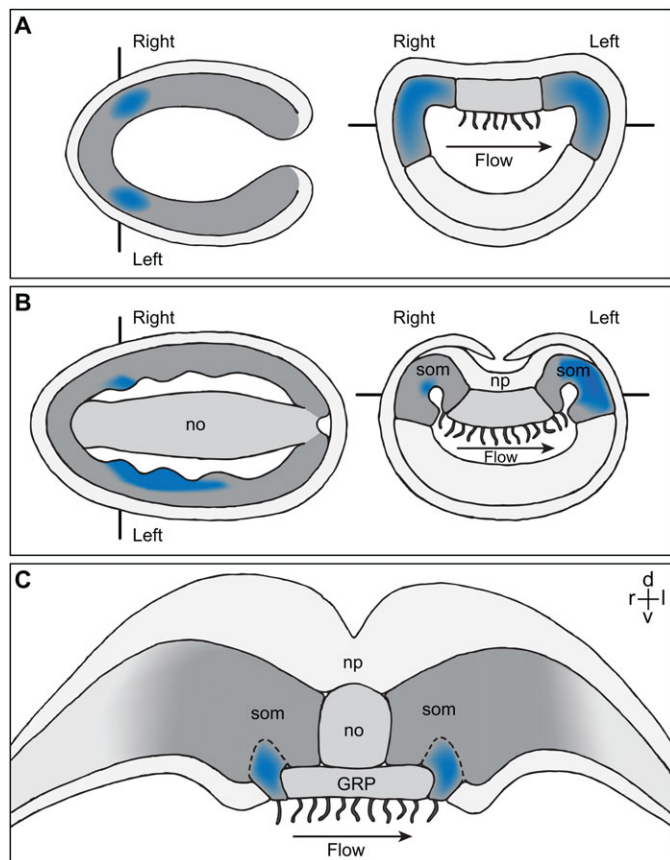 A
Right
Left
Right Left
Flow
B
Right
no
Left
Right Left
som som
np
Flow
C
d
r l
v
np
som som
no
GRP
Flow